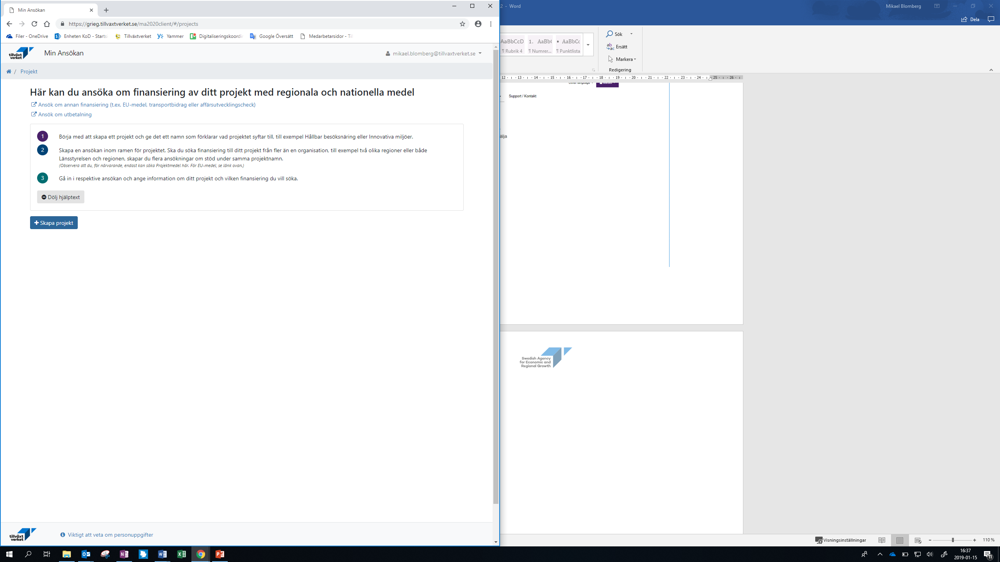 Min Ansökan
https://grieg.tillvaxtverket.se/ma2020client/#/projects
Filer - OneDrive
Enheten KoD - Starts
Tillväxtverket
Yammer
Digitaliseringskoordin
Google Översätt
Medarbetarsidor - Til
tillväxt
verket
Min Ansökan
mikael.blomberg@tillvaxtverket.se
/ Projekt
Här kan du ansöka om finansiering av ditt projekt med regionala och nationella medel
Ansök om annan finansiering (t.ex. EU-medel, transportbidrag eller affärsutvecklingscheck)
Ansök om utbetalning
1 Börja med att skapa ett projekt och ge det ett namn som förklarar vad projektet syftar till, till exempel Hållbar besöksnäring eller Innovativa miljöer.
2 Skapa en ansökan inom ramen för projektet. Ska du söka finansiering till ditt projekt från fler än en organisation, till exempel två olika regioner eller både
Länsstyrelsen och regionen, skapar du flera ansökningar om stöd under samma projektnamn.
(Observera att du, för närvarande, endast kan söka Projektmedel här. För EU-medel, se länk ovan.)
3 Gå in i respektive ansökan och ange information om ditt projekt och vilken finansiering du vill söka.
Dölj hjälptext
Skapa projekt
tillväxt
verket
Viktigt att veta om personuppgifter
2 - Word
Mikael Blomberg
Dela
AaBbCcD 1. AaBb( • AaBbCc
¶ Rubrik 4 ¶ Numrer... ¶ Punktlista
Sök
Ersätt
Markera
Redigering
12 13 14 15 16 17 18 19 20 21 22 23 24 25 26
Other language
Mikael
Support / Kontakt
älja
Swedish Agency
for Economic and
Regional Growth
Visningsinställningar
110 %
16:37
2019-01-15
11